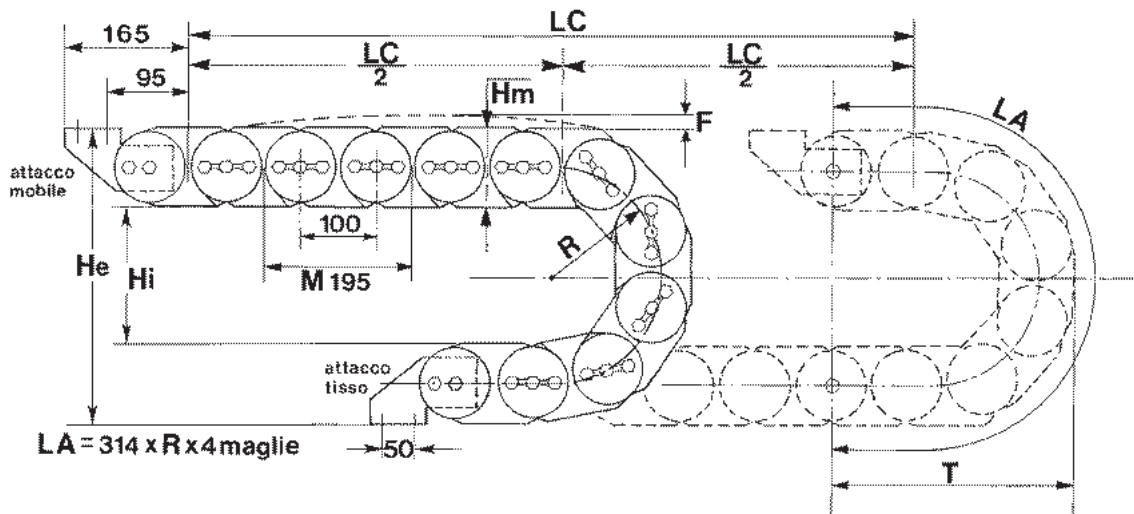 165
LC
LC
2
LC
2
95
Hm
F
LA
attacco
mobile
100
R
He
Hi
M 195
attacco
tisso
LA = 314 x R x 4 maglie
50
T